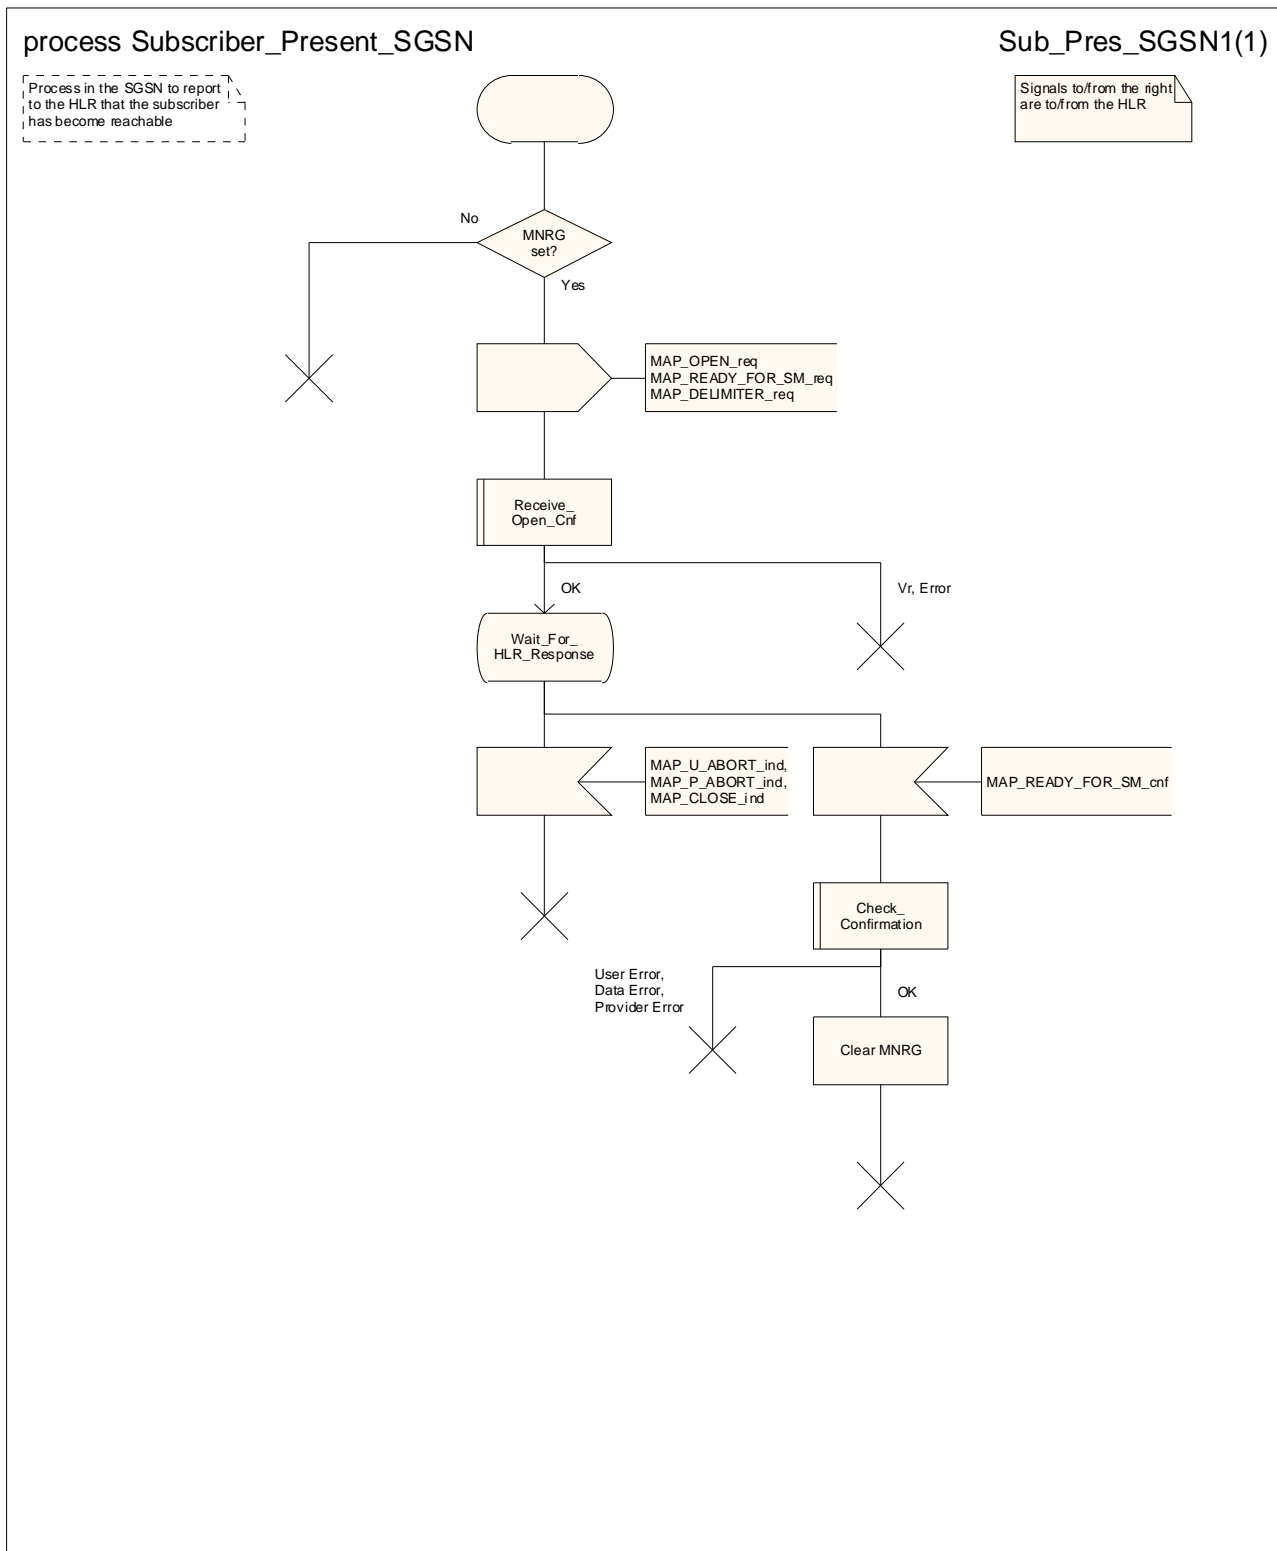 process Subscriber_Present_SGSN
Sub_Pres_SGSN1(1)
Process in the SGSN to report
to the HLR that the subscriber
has become reachable
Signals to/from the right
are to/from the HLR
No
MNRG
set?
Yes
MAP_OPEN_req
MAP_READY_FOR_SM_req
MAP_DELIMITER_req
Receive_
Open_Cnf
OK
Vr, Error
Wait_For_
HLR_Response
MAP_U_ABORT_ind,
MAP_P_ABORT_ind,
MAP_CLOSE_ind
MAP_READY_FOR_SM_cnf
Check_
Confirmation
User Error,
Data Error,
Provider Error
OK
Clear MNRG